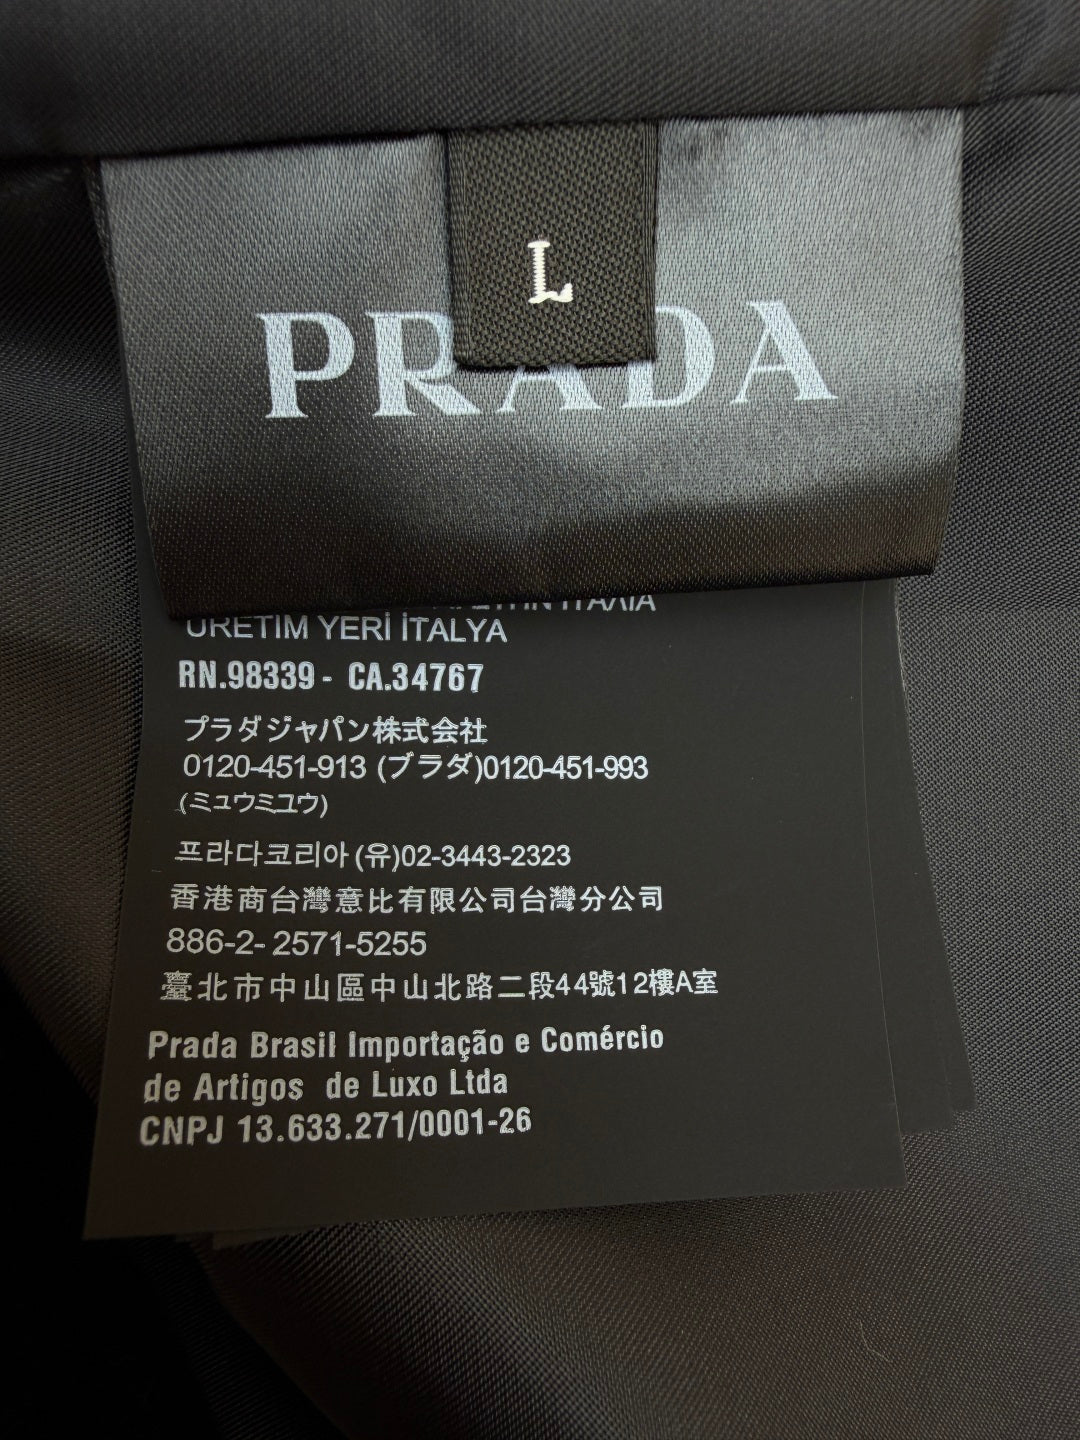 L
PRADA
ÜRETİM YERİ İTALYA
RN.98339 - CA.34767
プラダジャパン株式会社
0120-451-913 (プラダ)0120-451-993
(ミュウミュウ)
프라다코리아(유)02-3443-2323
香港商台灣意比有限公司台灣分公司
886-2- 2571-5255
臺北市中山區中山北路二段44號12樓A室
Prada Brasil Importação e Comércio
de Artigos de Luxo Ltda
CNPJ 13.633.271/0001-26